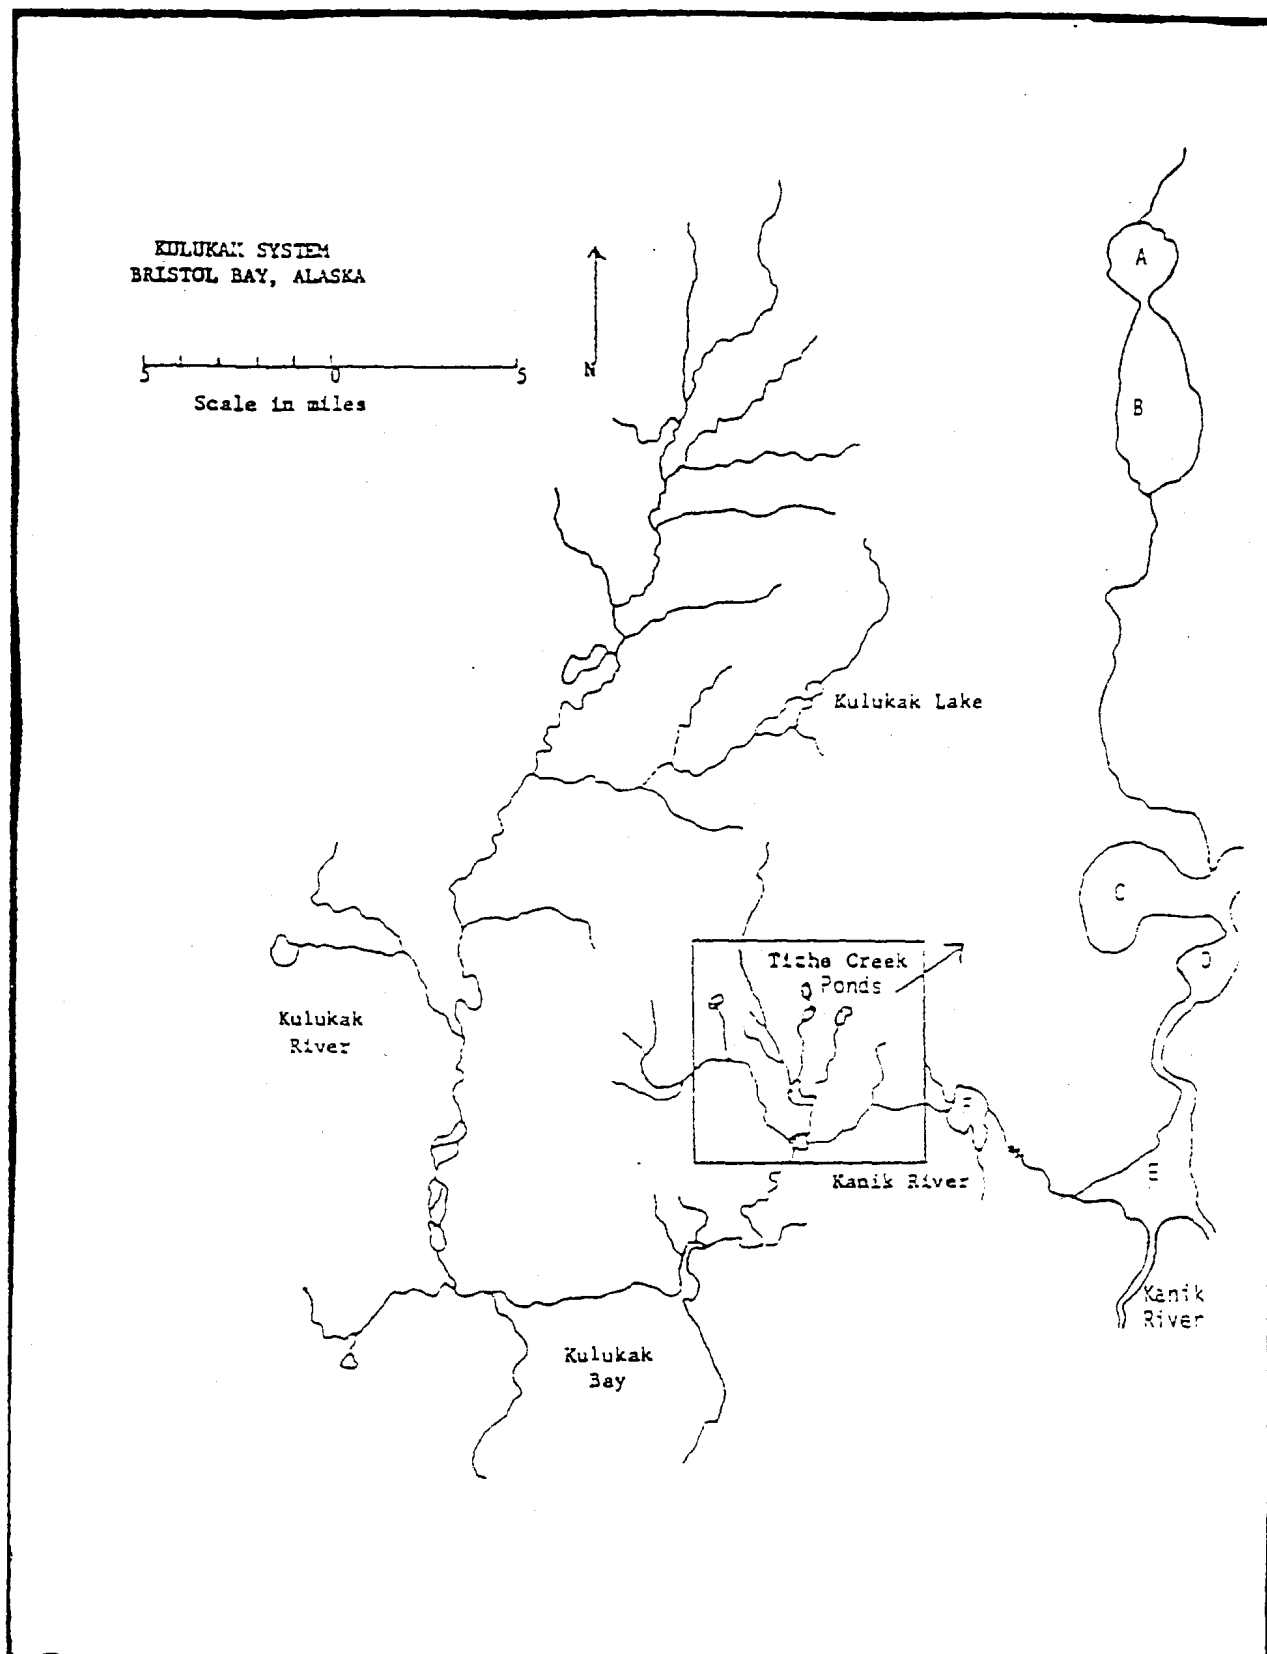 KULUKAK SYSTEM
BRISTOL BAY, ALASKA
N
5 0 5
Scale in miles
A
B
Kulukak Lake
C
D
Tithe Creek
Ponds
Kulukak
River
F
E
Kanik River
Kanik
River
Kulukak
Bay